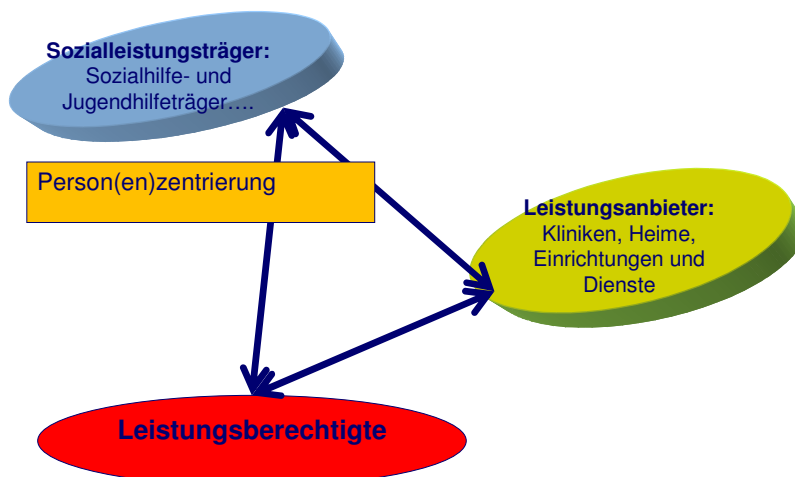 Sozialleistungsträger:
Sozialhilfe- und
Jugendhilfeträger….
Person(en)zentrierung
Leistungsanbieter:
Kliniken, Heime,
Einrichtungen und
Dienste
Leistungsberechtigte